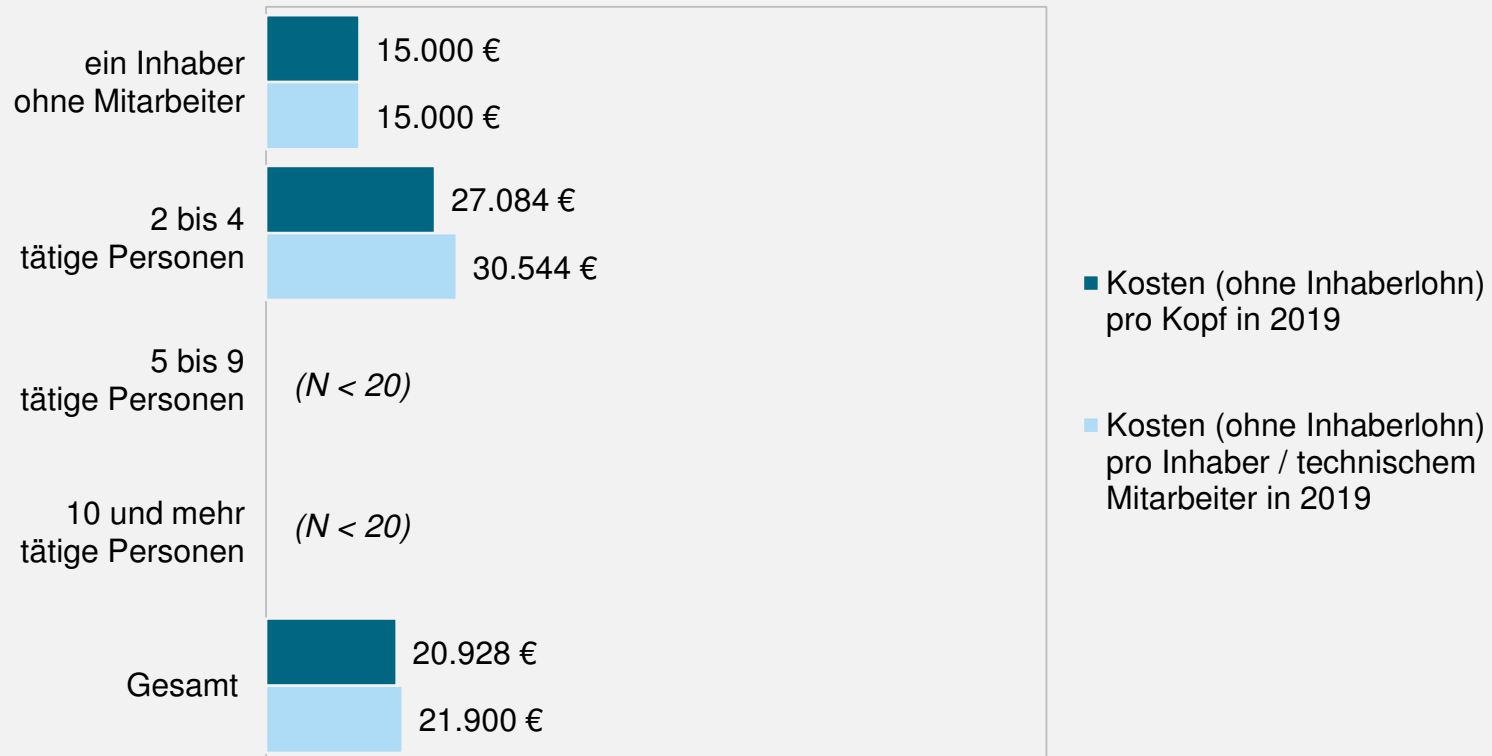 ein Inhaber
ohne Mitarbeiter
15.000 €
15.000 €
2 bis 4
tätige Personen
27.084 €
30.544 €
5 bis 9
tätige Personen
(N < 20)
10 und mehr
tätige Personen
(N < 20)
Gesamt
20.928 €
21.900 €
Kosten (ohne Inhaberlohn)
pro Kopf in 2019
Kosten (ohne Inhaberlohn)
pro Inhaber / technischem
Mitarbeiter in 2019